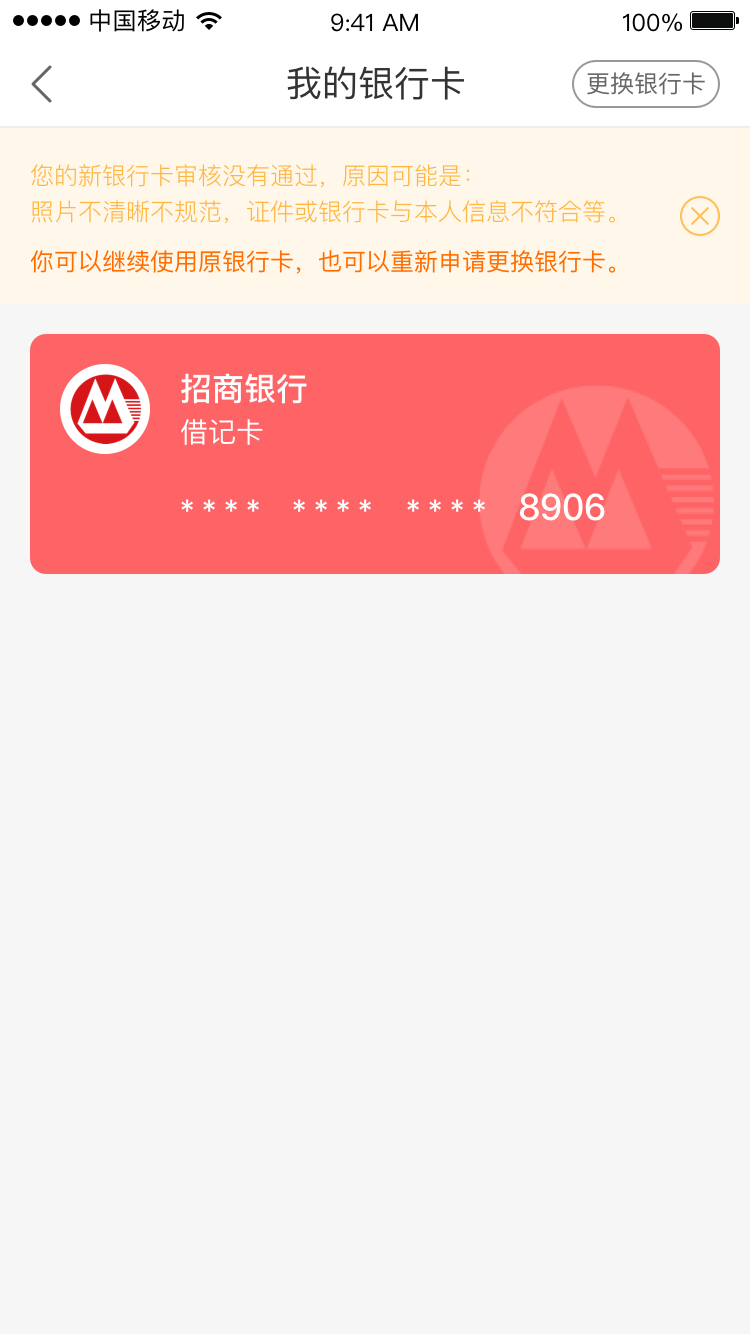 中国移动
9:41 AM
100%
我的银行卡
更换银行卡
您的新银行卡审核没有通过，原因可能是：
照片不清晰不规范，证件或银行卡与本人信息不符合等。
你可以继续使用原银行卡，也可以重新申请更换银行卡。
招商银行
借记卡
**** **** **** 8906